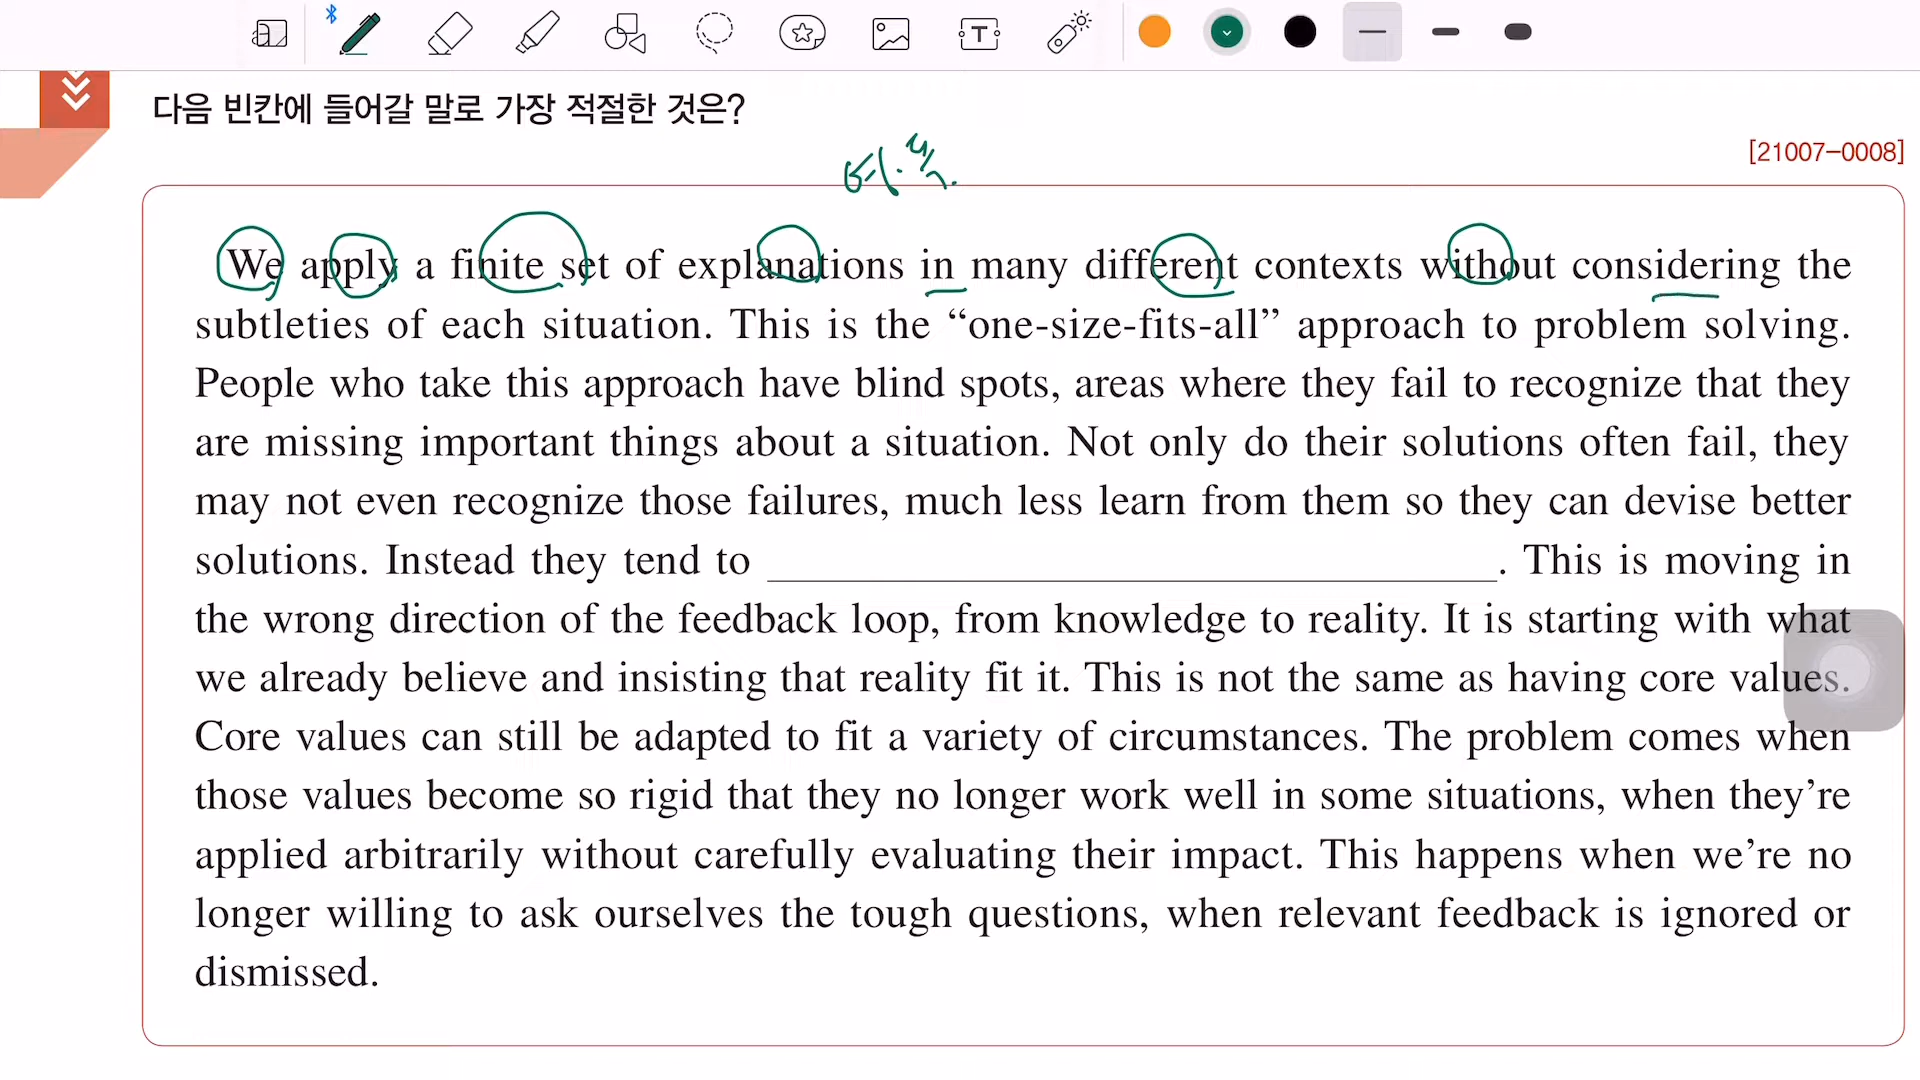 다음 빈칸에 들어갈 말로 가장 적절한 것은?
[21007-0008]
We apply a finite set of explanations in many different contexts without considering the
subtleties of each situation. This is the “one-size-fits-all” approach to problem solving.
People who take this approach have blind spots, areas where they fail to recognize that they
are missing important things about a situation. Not only do their solutions often fail, they
may not even recognize those failures, much less learn from them so they can devise better
solutions. Instead they tend to ______________________________. This is moving in
the wrong direction of the feedback loop, from knowledge to reality. It is starting with what
we already believe and insisting that reality fit it. This is not the same as having core values.
Core values can still be adapted to fit a variety of circumstances. The problem comes when
those values become so rigid that they no longer work well in some situations, when they’re
applied arbitrarily without carefully evaluating their impact. This happens when we’re no
longer willing to ask ourselves the tough questions, when relevant feedback is ignored or
dismissed.